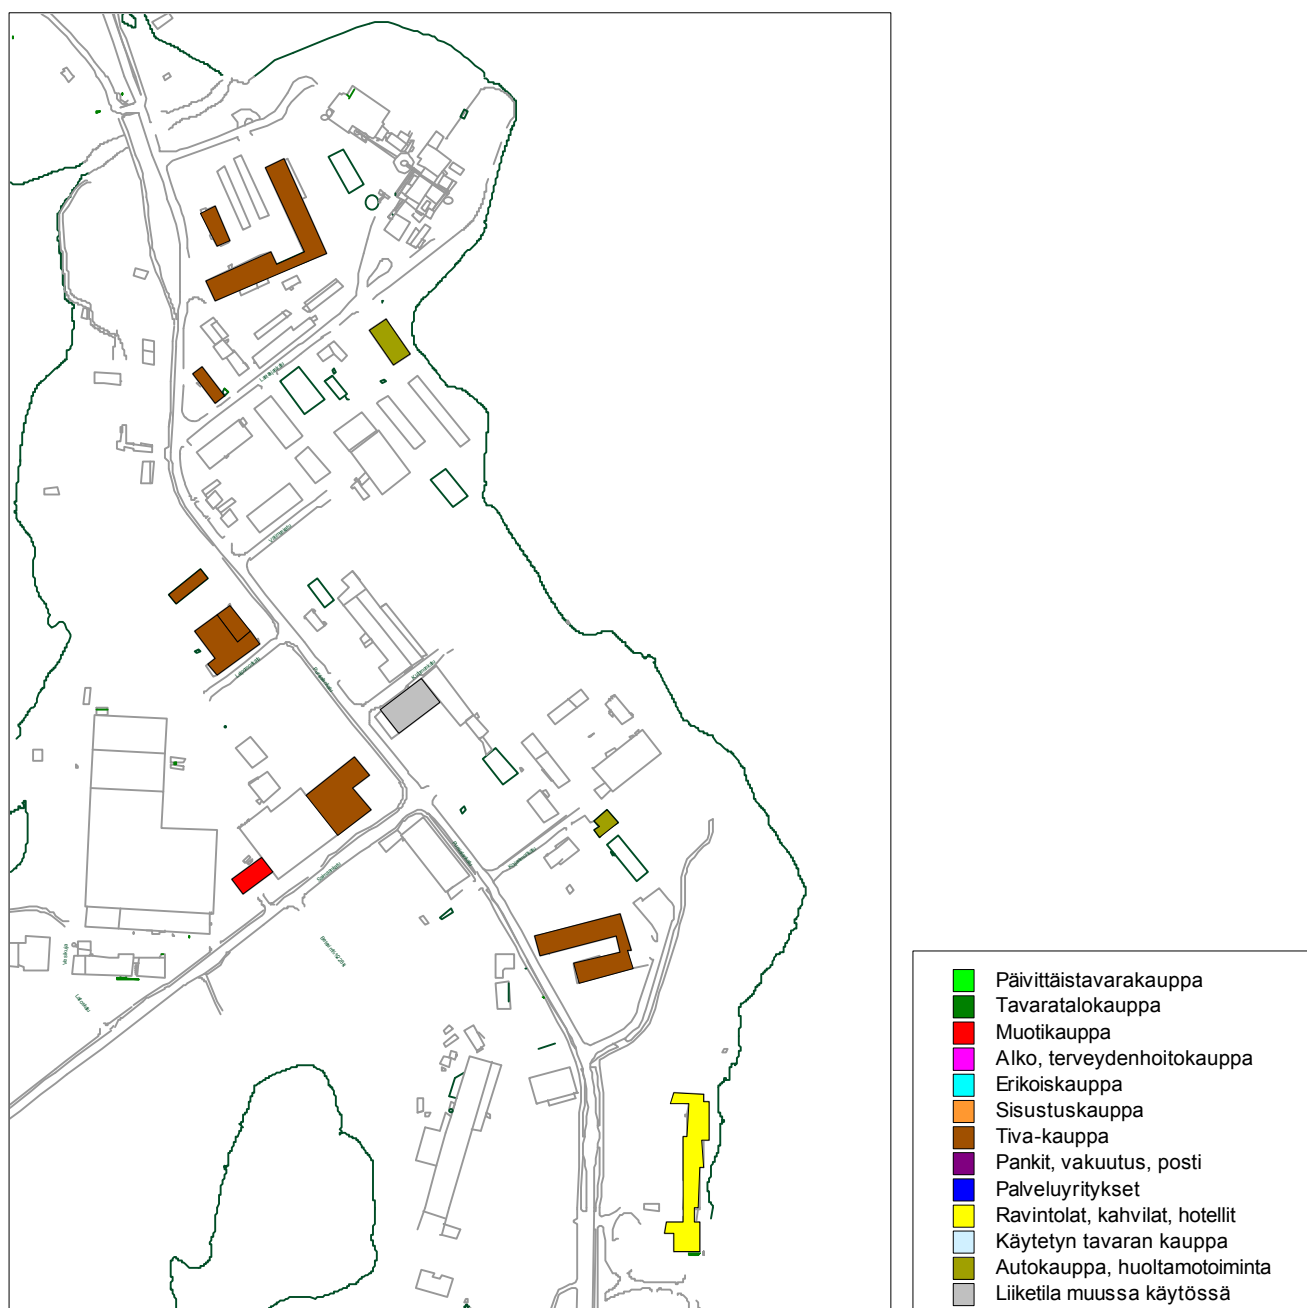 Päivittäistavarakauppa
Tavaratalokauppa
Muotikauppa
Alko, terveydenhoitokauppa
Erikoiskauppa
Sisustuskauppa
Tiva-kauppa
Pankit, vakuutus, posti
Palveluyritykset
Ravintolat, kahvilat, hotellit
Käytetyn tavaran kauppa
Autokauppa, huoltamotoiminta
Liiketila muussa käytössä